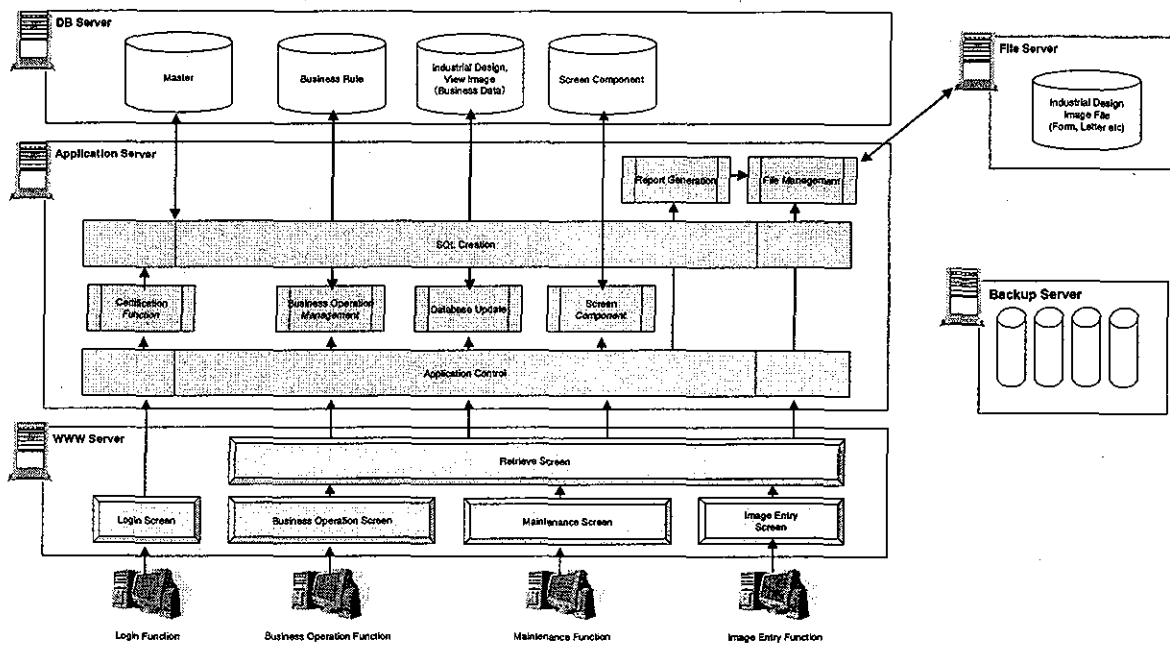 DB Server
Master
Business Rule
Industrial Design,
View Image
(Business Data)
Screen Component
File Server
Industrial Design
Image File
(Form, Letter etc)
Application Server
Report Generation
File Management
SQL Creation
Certification
Function
Business Operation
Management
Database Update
Screen
Component
Application Control
Backup Server
WWW Server
Retrieve Screen
Login Screen
Business Operation Screen
Maintenance Screen
Image Entry
Screen
Login Function
Business Operation Function
Maintenance Function
Image Entry Function